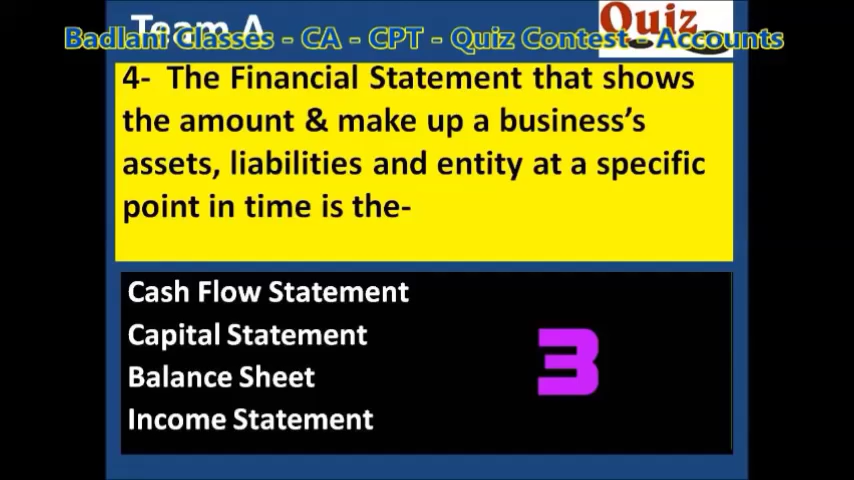 Team A
Quiz
Badlani Classes - CA - CPT - Quiz Contest - Accounts
4- The Financial Statement that shows
the amount & make up a business’s
assets, liabilities and entity at a specific
point in time is the-
Cash Flow Statement
Capital Statement
Balance Sheet
Income Statement
3